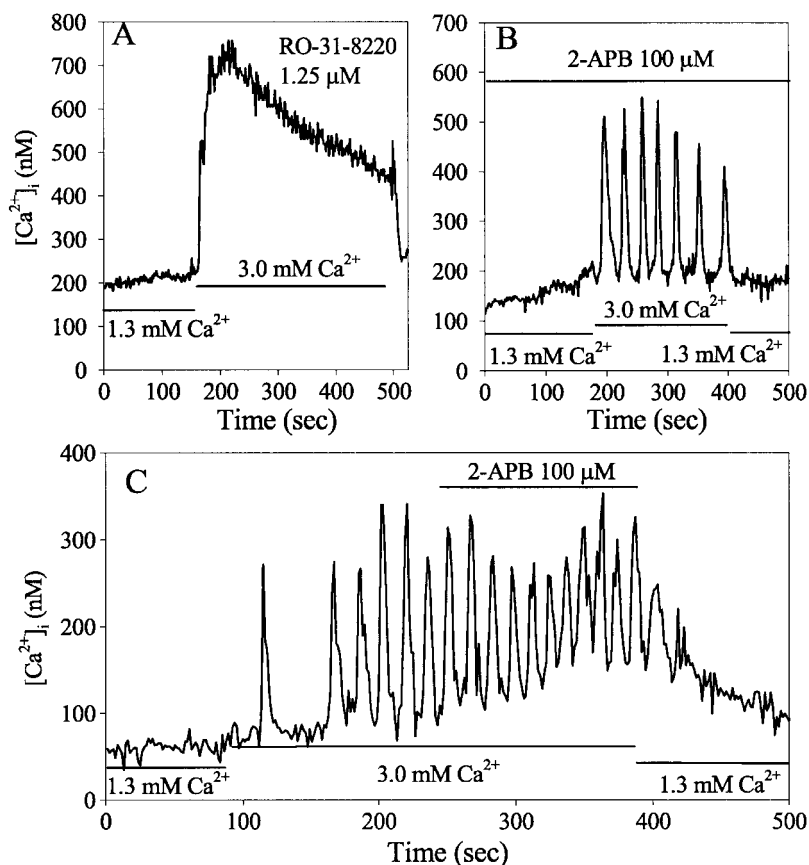 A
RO-31-8220
1.25 μM
[Ca²⁺]ᵢ (nM)
800
700
600
500
400
300
200
100
0
3.0 mM Ca²⁺
1.3 mM Ca²⁺
0 100 200 300 400 500
Time (sec)
B
2-APB 100 μM
700
600
500
400
300
200
100
0
3.0 mM Ca²⁺
1.3 mM Ca²⁺ 1.3 mM Ca²⁺
0 100 200 300 400 500
Time (sec)
C
2-APB 100 μM
[Ca²⁺]ᵢ (nM)
400
300
200
100
0
1.3 mM Ca²⁺ 3.0 mM Ca²⁺ 1.3 mM Ca²⁺
0 100 200 300 400 500
Time (sec)